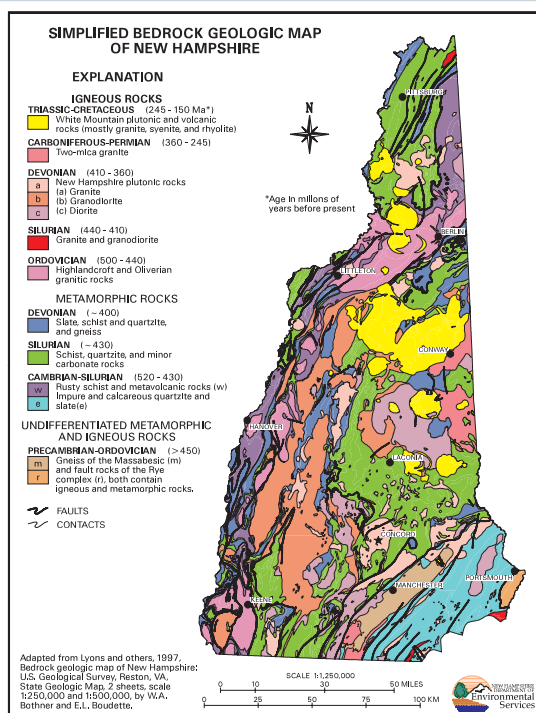 SIMPLIFIED BEDROCK GEOLOGIC MAP
OF NEW HAMPSHIRE
EXPLANATION
IGNEOUS ROCKS
TRIASSIC-CRETACEOUS (245 - 150 Ma*)
White Mountain plutonic and volcanic
rocks (mostly granite, syenite, and rhyolite)
CARBONIFEROUS-PERMIAN (360 - 245)
Two-mica granite
DEVONIAN (410 - 360)
New Hampshire plutonic rocks
a (a) Granite
b (b) Granodiorite
c (c) Diorite
SILURIAN (440 - 410)
Granite and granodiorite
ORDOVICIAN (500 - 440)
Highlandcroft and Oliverian
granitic rocks
METAMORPHIC ROCKS
DEVONIAN (~400)
Slate, schist and quartzite,
and gneiss
SILURIAN (~430)
Schist, quartzite, and minor
carbonate rocks
CAMBRIAN-SILURIAN (520 - 430)
w Rusty schist and metavolcanic rocks (w)
e Impure and calcareous quartzite and
slate(e)
UNDIFFERENTIATED METAMORPHIC
AND IGNEOUS ROCKS
PRECAMBRIAN-ORDOVICIAN (>450)
m Gneiss of the Massabesic (m)
and fault rocks of the Rye
r complex (r), both contain
igneous and metamorphic rocks.
FAULTS
CONTACTS
Adapted from Lyons and others, 1997,
Bedrock geologic map of New Hampshire:
U.S. Geological Survey, Reston, VA,
State Geologic Map, 2 sheets, scale
1:250,000 and 1:500,000, by W.A.
Bothner and E.L. Boudette.
N
*Age in millons of
years before present
PITTSBURG
BERLIN
LITTLETON
CONWAY
HANOVER
LACONIA
CONCORD
PORTSMOUTH
MANCHESTER
KEENE
SCALE 1:1,250,000
0 10 25 50 MILES
0 25 50 75 100 KM
NEW HAMPSHIRE
DEPARTMENT OF
Environmental
Services